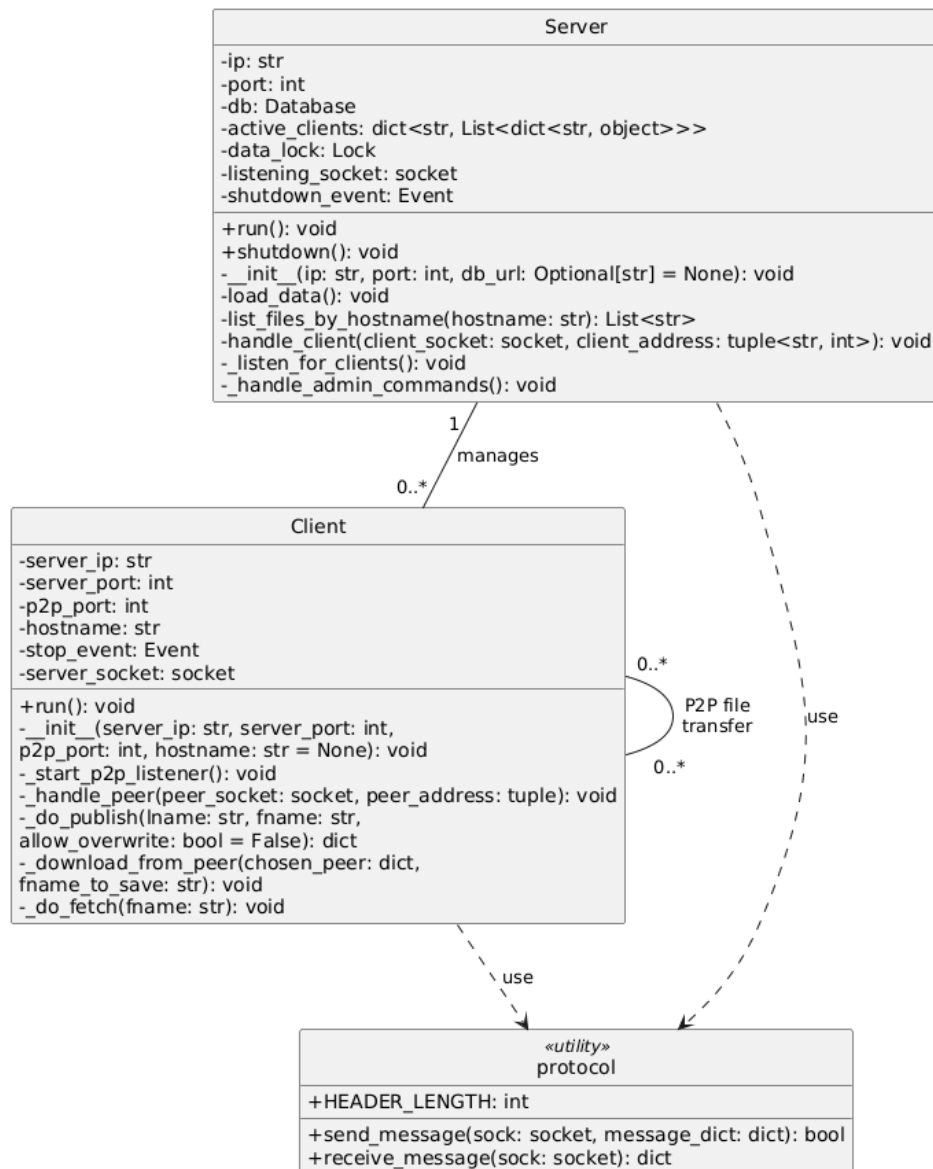 Server
-ip: str
-port: int
-db: Database
-active_clients: dict<str, List<dict<str, object>>>
-data_lock: Lock
-listening_socket: socket
-shutdown_event: Event
+run(): void
+shutdown(): void
-__init__(ip: str, port: int, db_url: Optional[str] = None): void
-load_data(): void
-list_files_by_hostname(hostname: str): List<str>
-handle_client(client_socket: socket, client_address: tuple<str, int>): void
-_listen_for_clients(): void
-_handle_admin_commands(): void
1
manages
0..*
Client
-server_ip: str
-server_port: int
-p2p_port: int
-hostname: str
-stop_event: Event
-server_socket: socket
+run(): void
-__init__(server_ip: str, server_port: int,
p2p_port: int, hostname: str = None): void
-_start_p2p_listener(): void
-_handle_peer(peer_socket: socket, peer_address: tuple): void
-_do_publish(lname: str, fname: str,
allow_overwrite: bool = False): dict
-_download_from_peer(chosen_peer: dict,
fname_to_save: str): void
-_do_fetch(fname: str): void
0..*
P2P file
transfer
0..*
use
use
«utility»
protocol
+HEADER_LENGTH: int
+send_message(sock: socket, message_dict: dict): bool
+receive_message(sock: socket): dict